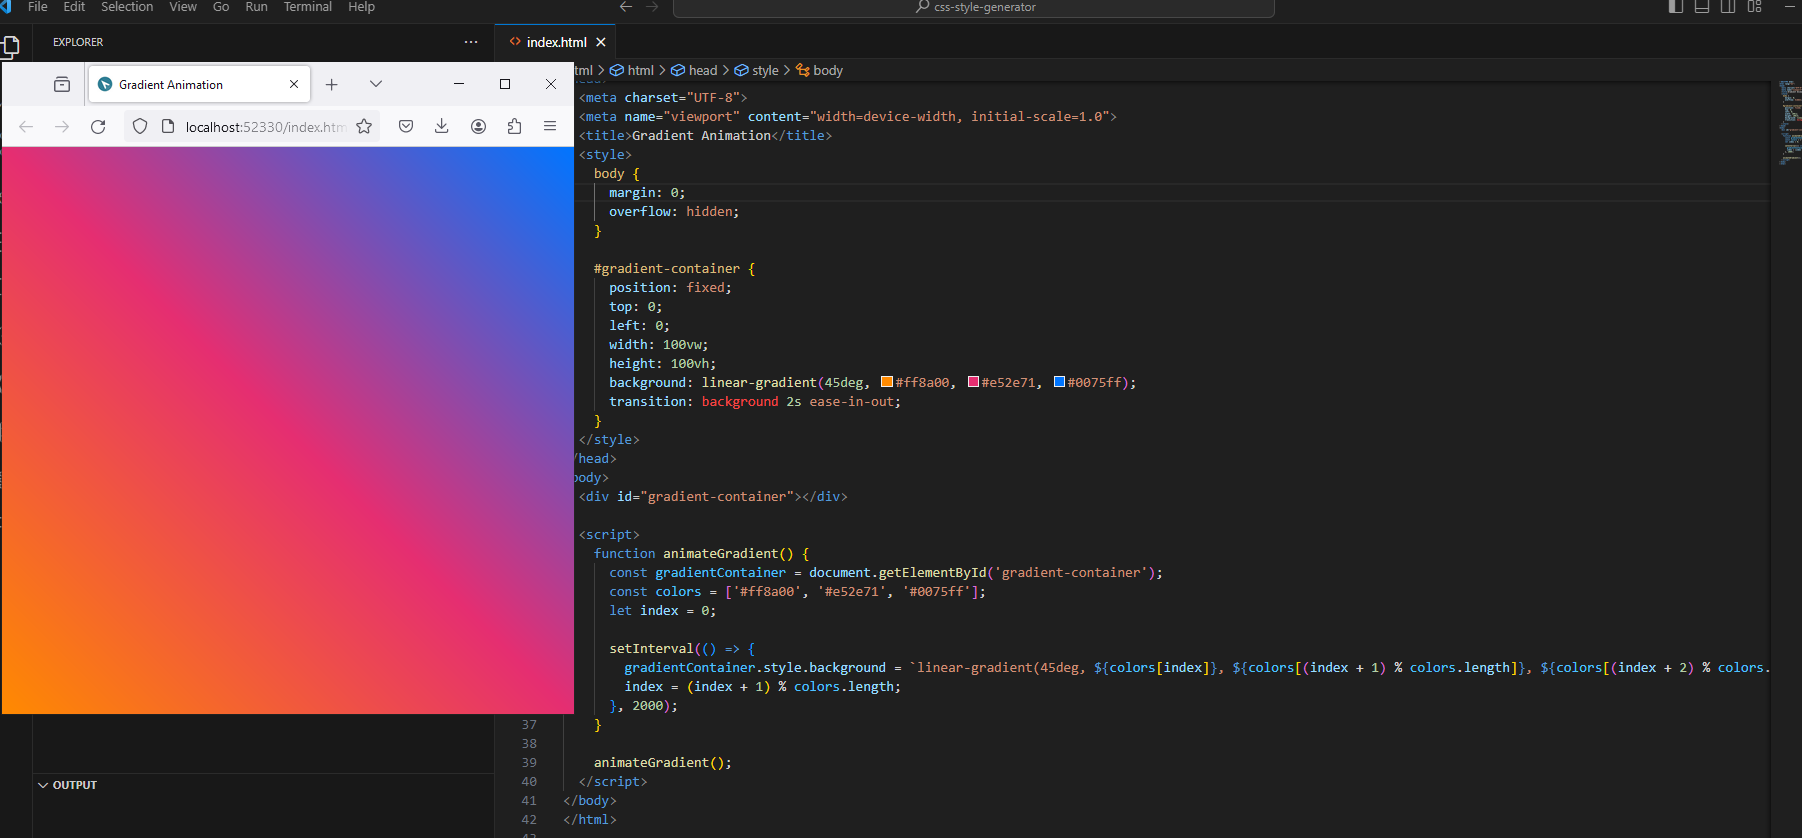 File Edit Selection View Go Run Terminal Help
css-style-generator
EXPLORER
index.html
Gradient Animation
localhost:52330/index.htm
tml > html > head > style > body
<meta charset="UTF-8">
<meta name="viewport" content="width=device-width, initial-scale=1.0">
<title>Gradient Animation</title>
<style>
body {
margin: 0;
overflow: hidden;
}
#gradient-container {
position: fixed;
top: 0;
left: 0;
width: 100vw;
height: 100vh;
background: linear-gradient(45deg, #ff8a00, #e52e71, #0075ff);
transition: background 2s ease-in-out;
}
</style>
/head>
body>
<div id="gradient-container"></div>
<script>
function animateGradient() {
const gradientContainer = document.getElementById('gradient-container');
const colors = ['#ff8a00', '#e52e71', '#0075ff'];
let index = 0;
setInterval(() => {
gradientContainer.style.background = `linear-gradient(45deg, ${colors[index]}, ${colors[(index + 1) % colors.length]}, ${colors[(index + 2) % colors.
index = (index + 1) % colors.length;
}, 2000);
37 }
38
39 animateGradient();
40 </script>
41 </body>
42 </html>
OUTPUT